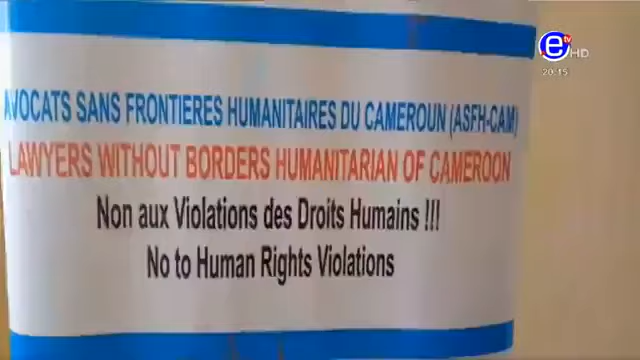 e tv HD
20:15
AVOCATS SANS FRONTIERES HUMANITAIRES DU CAMEROUN (ASFH-CAM)
LAWYERS WITHOUT BORDERS HUMANITARIAN OF CAMEROON
Non aux Violations des Droits Humains !!!
No to Human Rights Violations